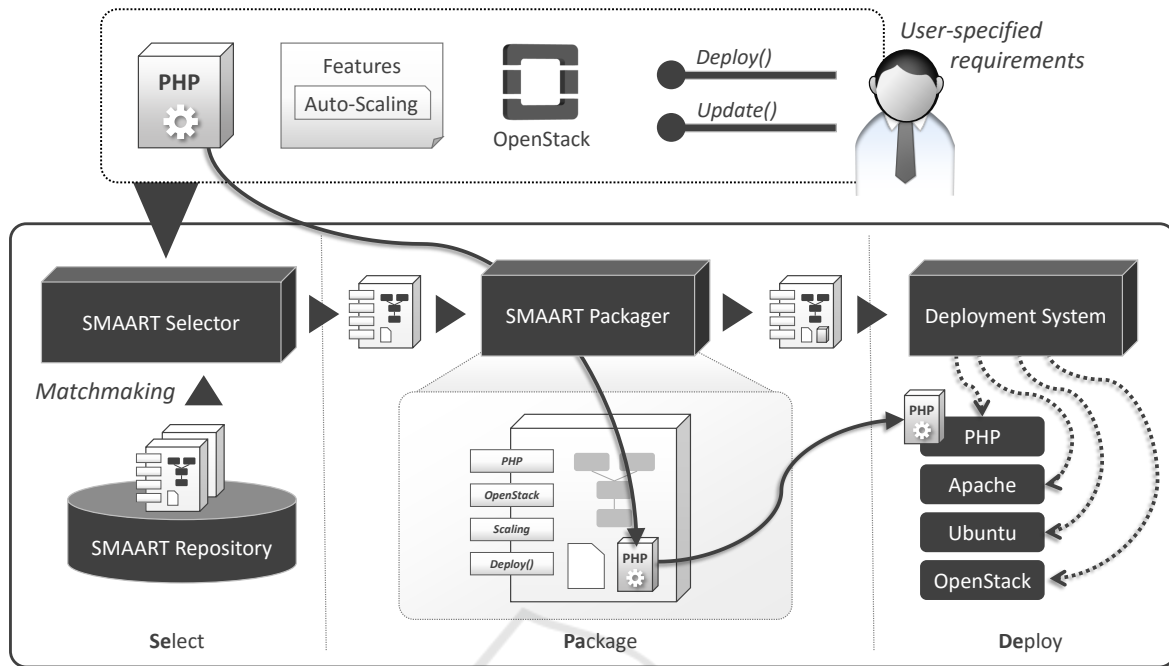 User-specified
requirements
PHP
Features
Auto-Scaling
OpenStack
Deploy()
Update()
SMAART Selector
SMAART Packager
Deployment System
Matchmaking
SMAART Repository
PHP
OpenStack
Scaling
Deploy()
PHP
PHP
PHP
Apache
Ubuntu
OpenStack
Select
Package
Deploy